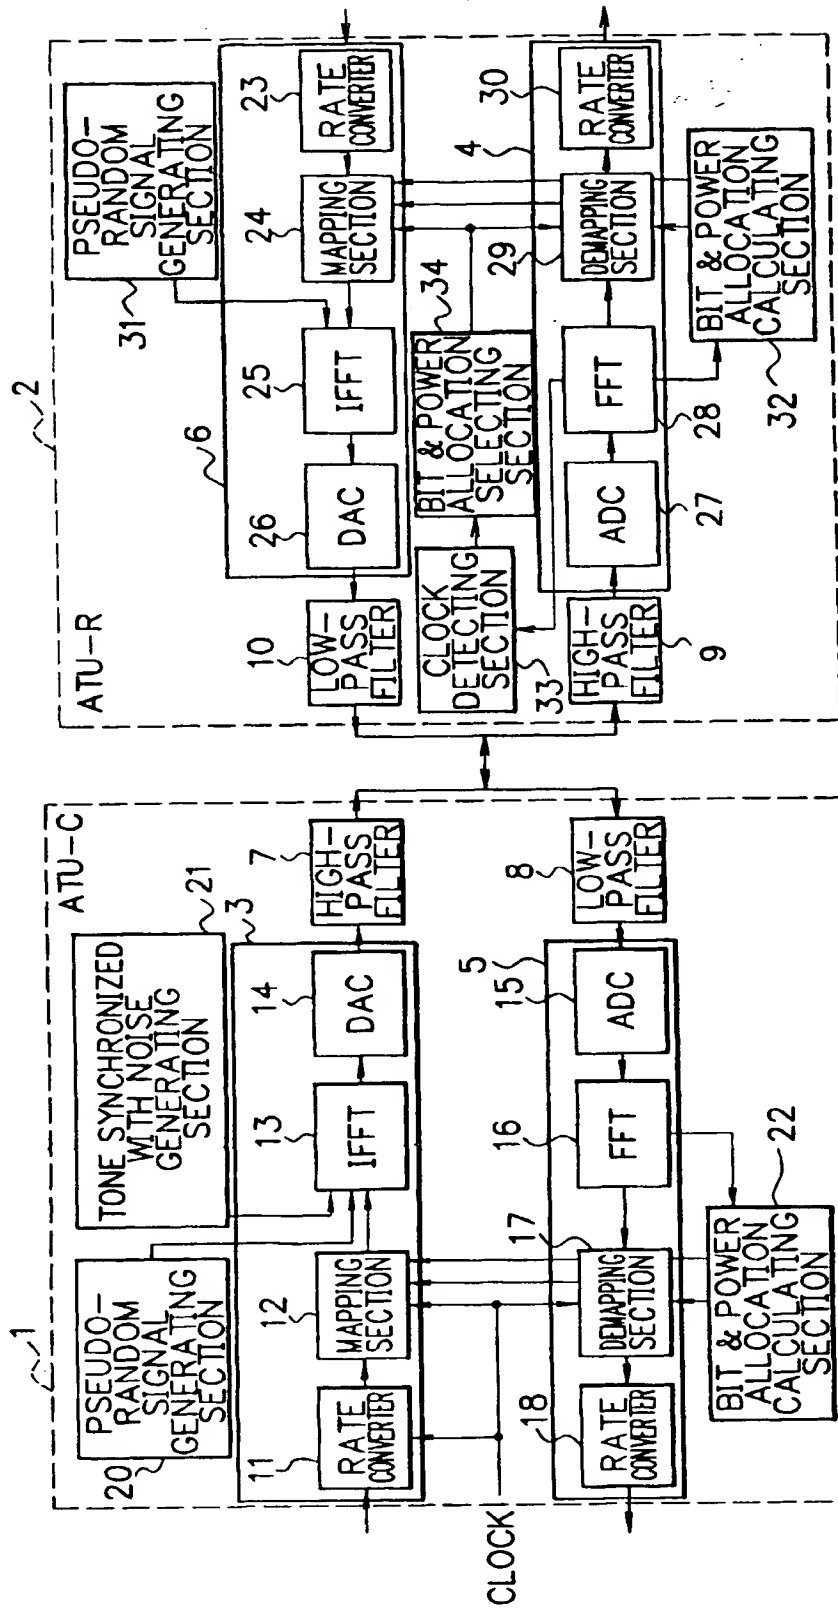 1
ATU-C
PSEUDO-
RANDOM
SIGNAL
GENERATING
SECTION
20
TONE SYNCHRONIZED
WITH NOISE
GENERATING
SECTION
21
3
11
RATE
CONVERTER
12
MAPPING
SECTION
13
IFFT
14
DAC
7
HIGH-
PASS
FILTER
CLOCK
18
RATE
CONVERTER
17
DEMAPPING
SECTION
16
FFT
5
15
ADC
8
LOW-
PASS
FILTER
BIT & POWER
ALLOCATION
CALCULATING
SECTION
22
2
ATU-R
PSEUDO-
RANDOM
SIGNAL
GENERATING
SECTION
31
6
10
LOW-
PASS
FILTER
26
DAC
25
IFFT
24
MAPPING
SECTION
23
RATE
CONVERTER
CLOCK
DETECTING
SECTION
33
BIT & POWER
ALLOCATION
SELECTING
SECTION
34
4
HIGH-
PASS
FILTER
9
ADC
27
FFT
28
29
DEMAPPING
SECTION
30
RATE
CONVERTER
BIT & POWER
ALLOCATION
CALCULATING
SECTION
32